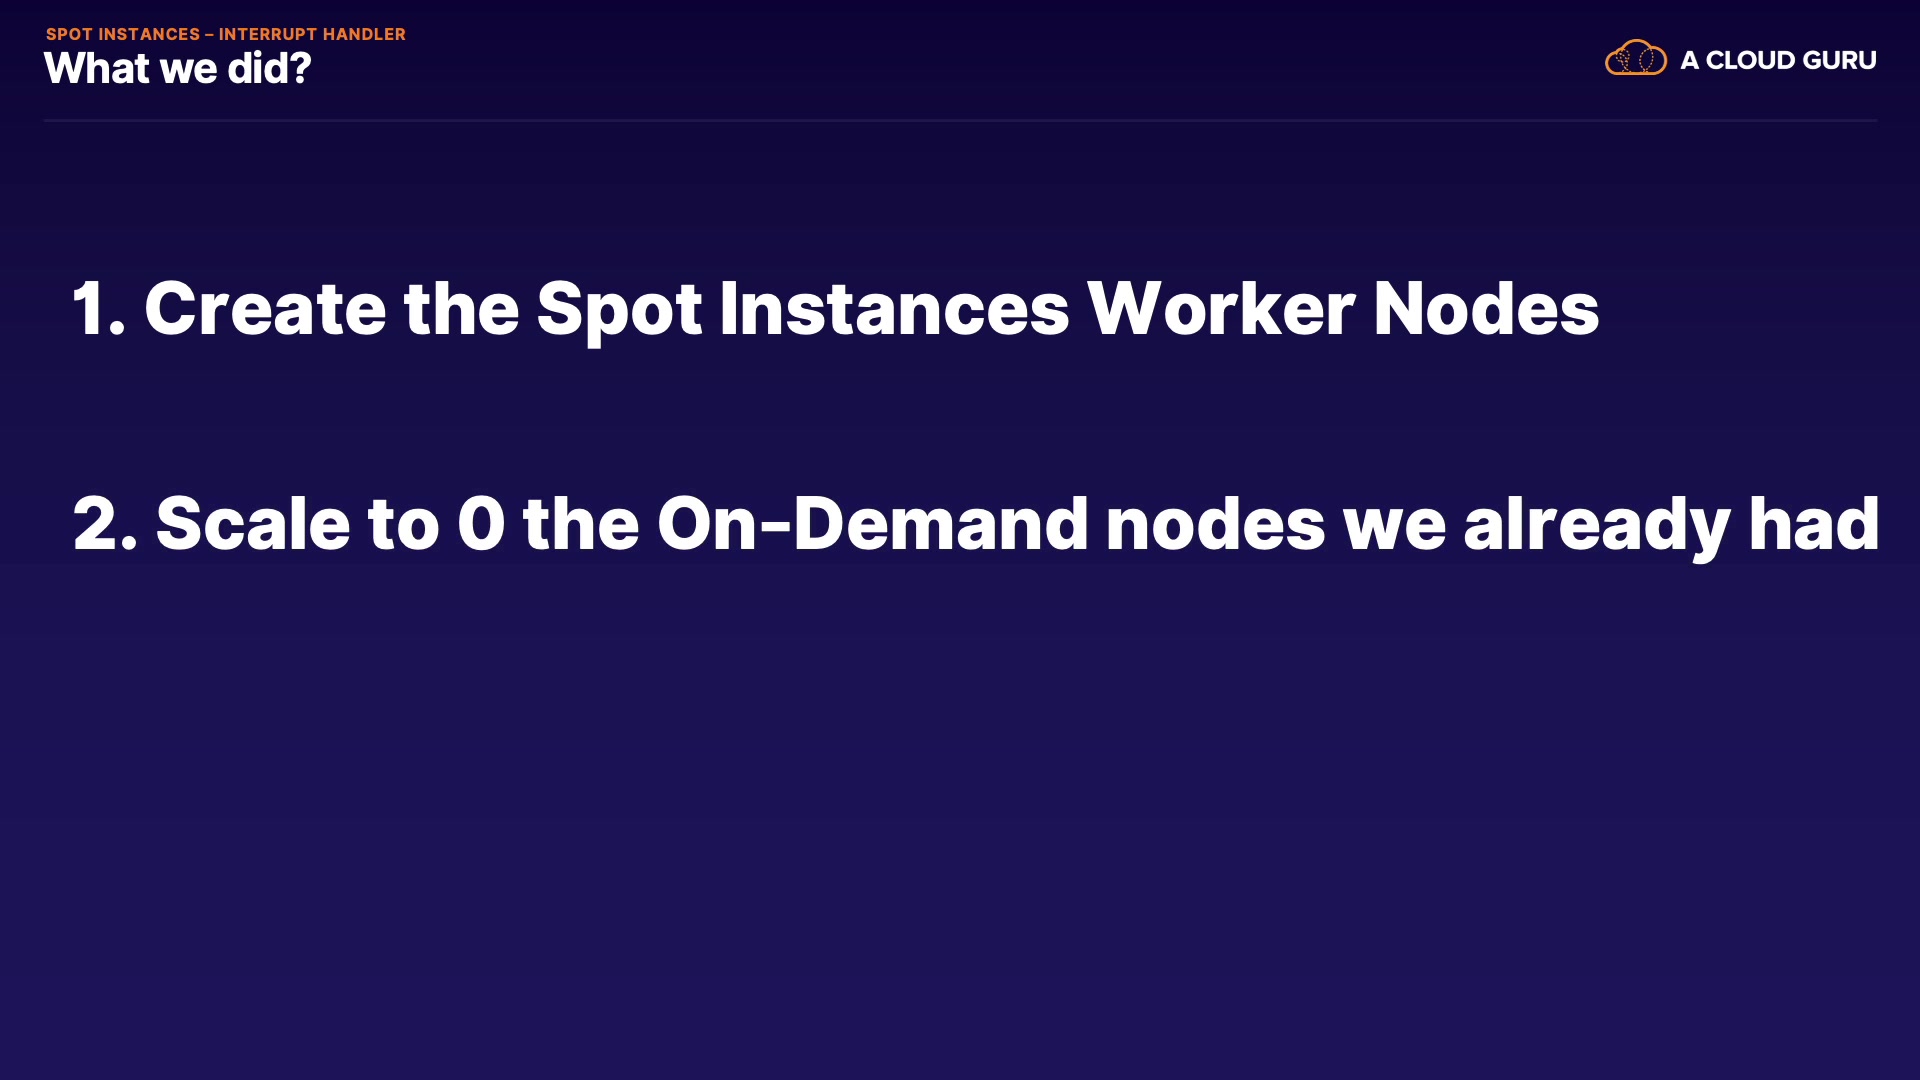 SPOT INSTANCES – INTERRUPT HANDLER
What we did?
A CLOUD GURU
1. Create the Spot Instances Worker Nodes
2. Scale to 0 the On-Demand nodes we already had